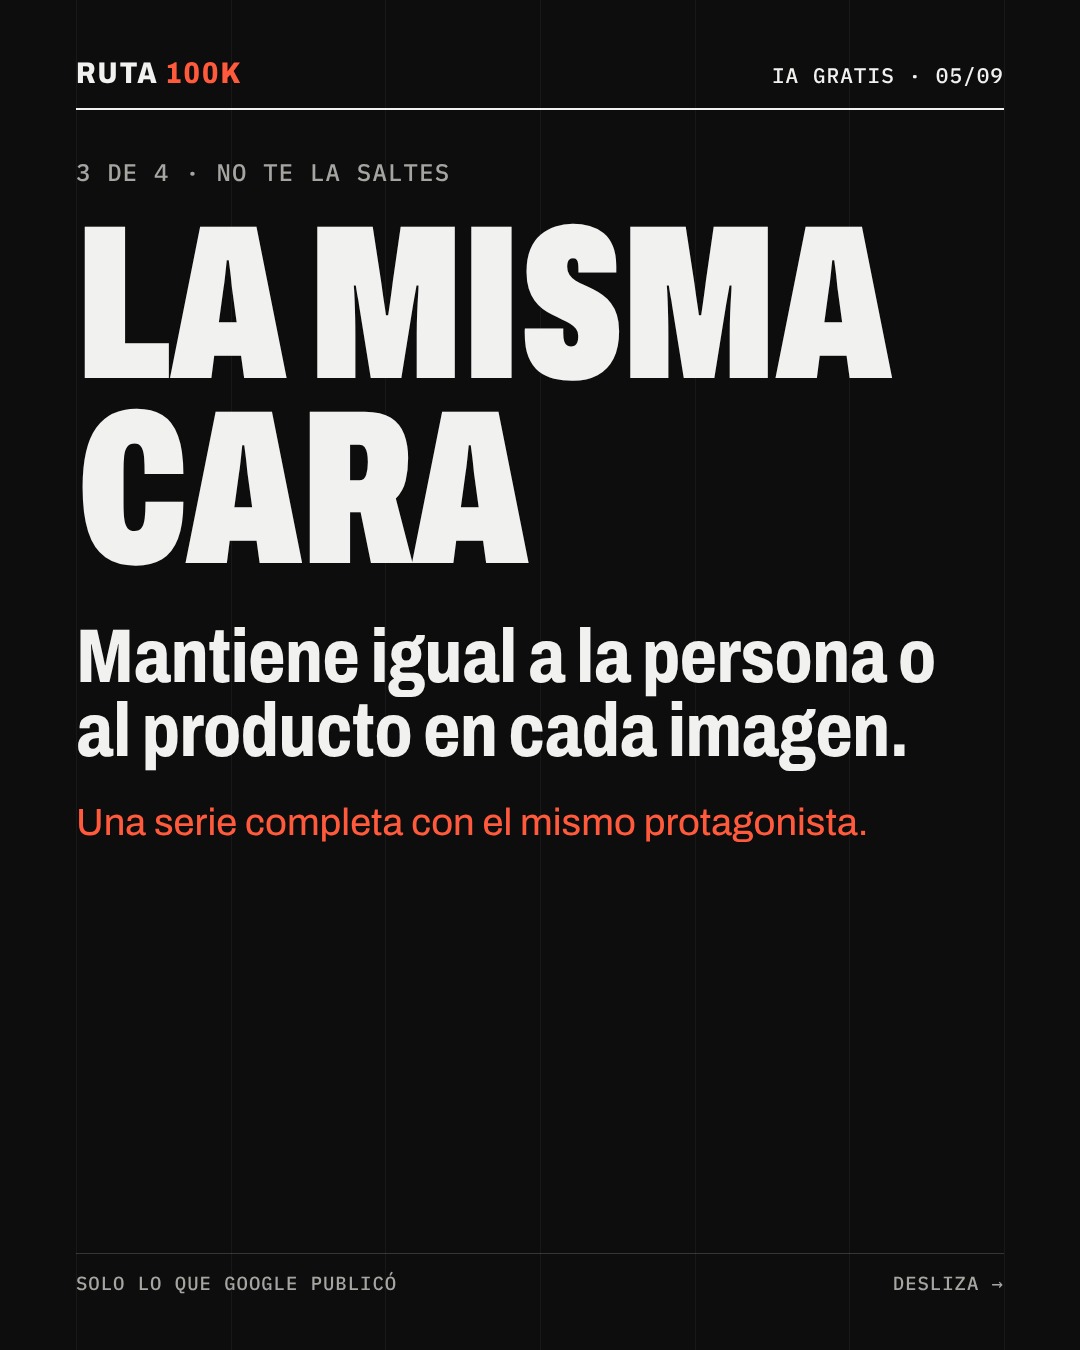 RUTA 100K
IA GRATIS · 05/09
3 DE 4 · NO TE LA SALTES
LA MISMA
CARA
Mantiene igual a la persona o
al producto en cada imagen.
Una serie completa con el mismo protagonista.
SOLO LO QUE GOOGLE PUBLICÓ
DESLIZA →